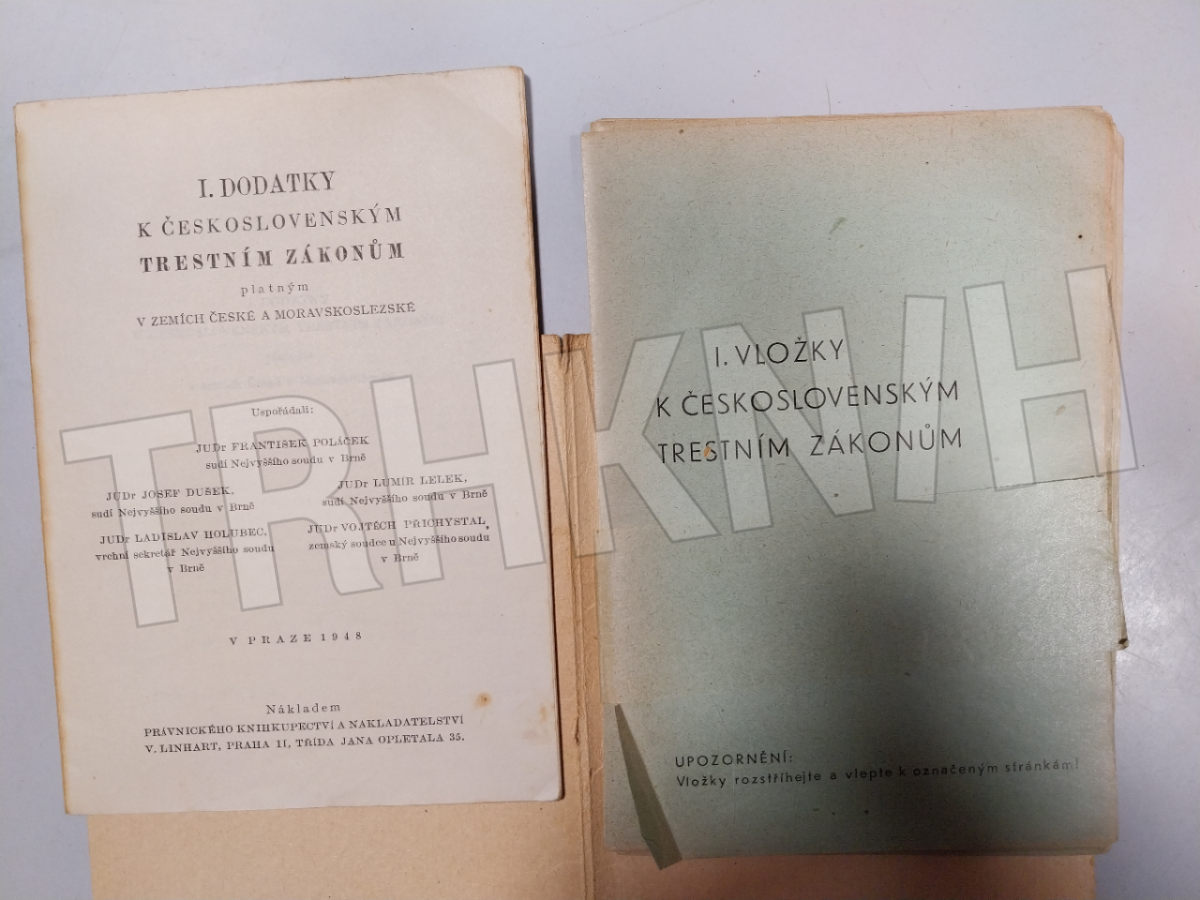 I. DODATKY
K ČESKOSLOVENSKÝM
TRESTNÍM ZÁKONŮM
platným
V ZEMÍCH ČESKÉ A MORAVSKOSLEZSKÉ
Uspořádali:
JUDr FRANTIŠEK POLÁČEK
sudí Nejvyššího soudu v Brně
JUDr JOSEF DUŠEK,
sudí Nejvyššího soudu v Brně
JUDr LUMÍR LELEK,
sudí Nejvyššího soudu v Brně
JUDr LADISLAV HOLUBEC,
vrchní sekretář Nejvyššího soudu
v Brně
JUDr VOJTĚCH PŘICHYSTAL,
zemský soudce u Nejvyššího soudu
v Brně
V PRAZE 1948
Nákladem
PRÁVNICKÉHO KNIHKUPECTVÍ A NAKLADATELSTVÍ
V. LINHART, PRAHA II, TŘÍDA JANA OPLETALA 35.
I. VLOŽKY
K ČESKOSLOVENSKÝM
TRESTNÍM ZÁKONŮM
UPOZORNĚNÍ:
Vložky rozstříhejte a vlepte k označeným stránkám!
TRHKNIH